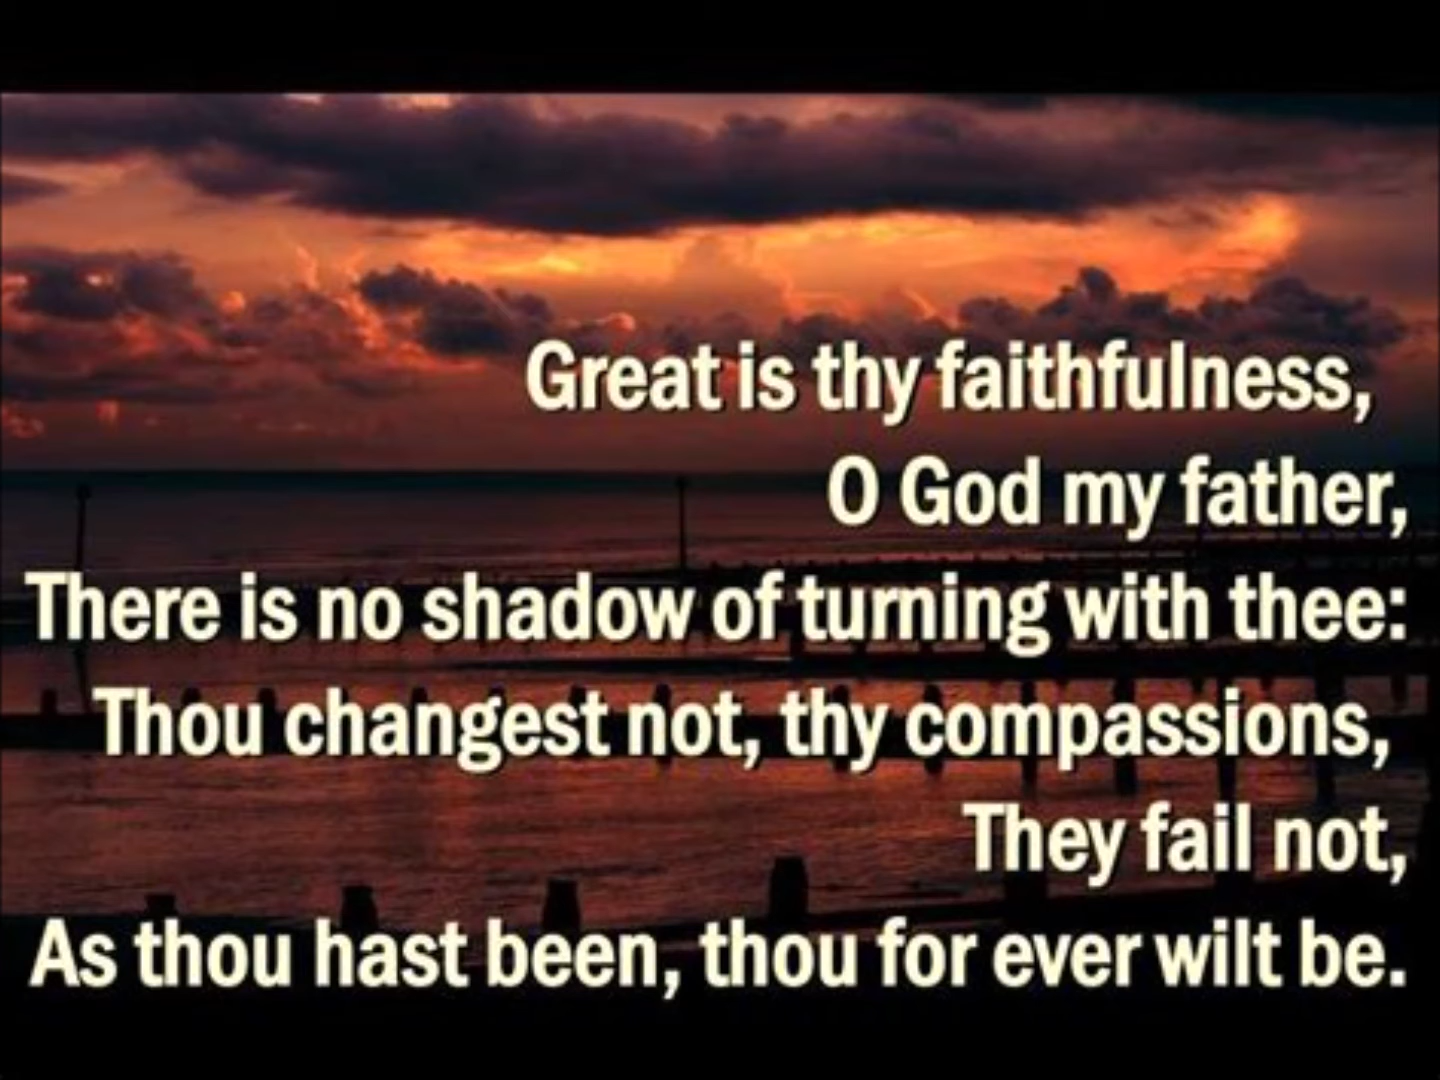 Great is thy faithfulness,
O God my father,
There is no shadow of turning with thee:
Thou changest not, thy compassions,
They fail not,
As thou hast been, thou for ever wilt be.